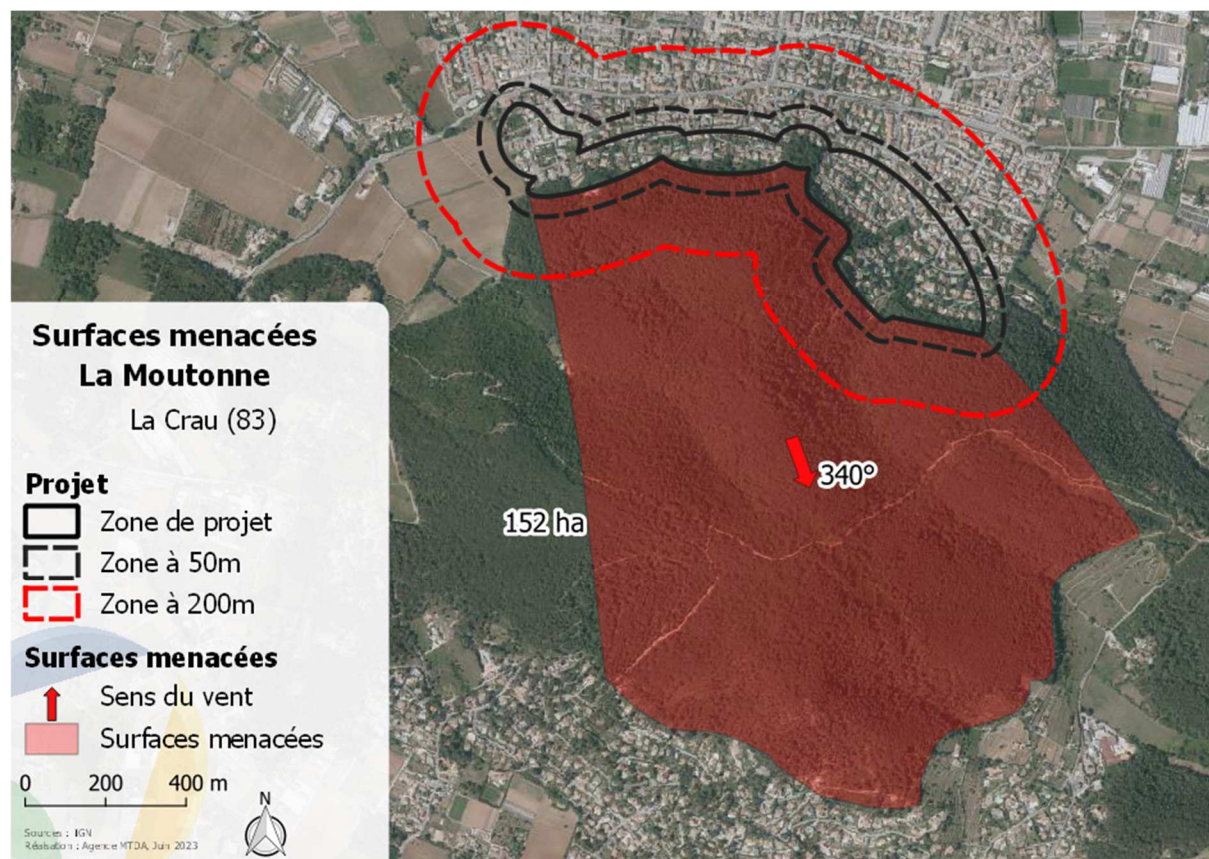 Surfaces menacées
La Moutonne
La Crau (83)
Projet
Zone de projet
Zone à 50m
Zone à 200m
Surfaces menacées
Sens du vent
Surfaces menacées
0 200 400 m
N
Sources : IGN
Réalisation : Agence MTDA, Juin 2023
340°
152 ha